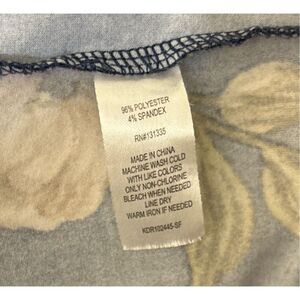 96% POLYESTER
4% SPANDEX
RN#131335
MADE IN CHINA
MACHINE WASH COLD
WITH LIKE COLORS
ONLY NON-CHLORINE
BLEACH WHEN NEEDED
LINE DRY
WARM IRON IF NEEDED
KDR102445-SF